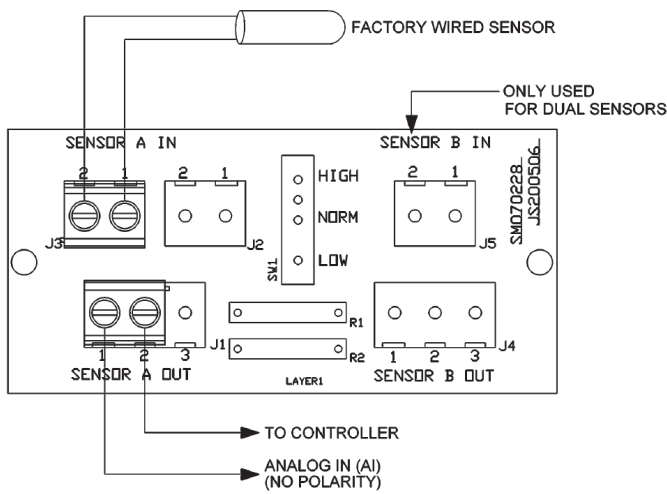 FACTORY WIRED SENSOR
ONLY USED
FOR DUAL SENSORS
SENSOR A IN
SENSOR B IN
2 1
2 1
2 1
HIGH
NORM
LOW
SW1
J3
J2
J5
SM070228
JS200506
R1
R2
J1
J4
1 2 3
1 2 3
SENSOR A OUT
LAYER1
SENSOR B OUT
TO CONTROLLER
ANALOG IN (AI)
(NO POLARITY)